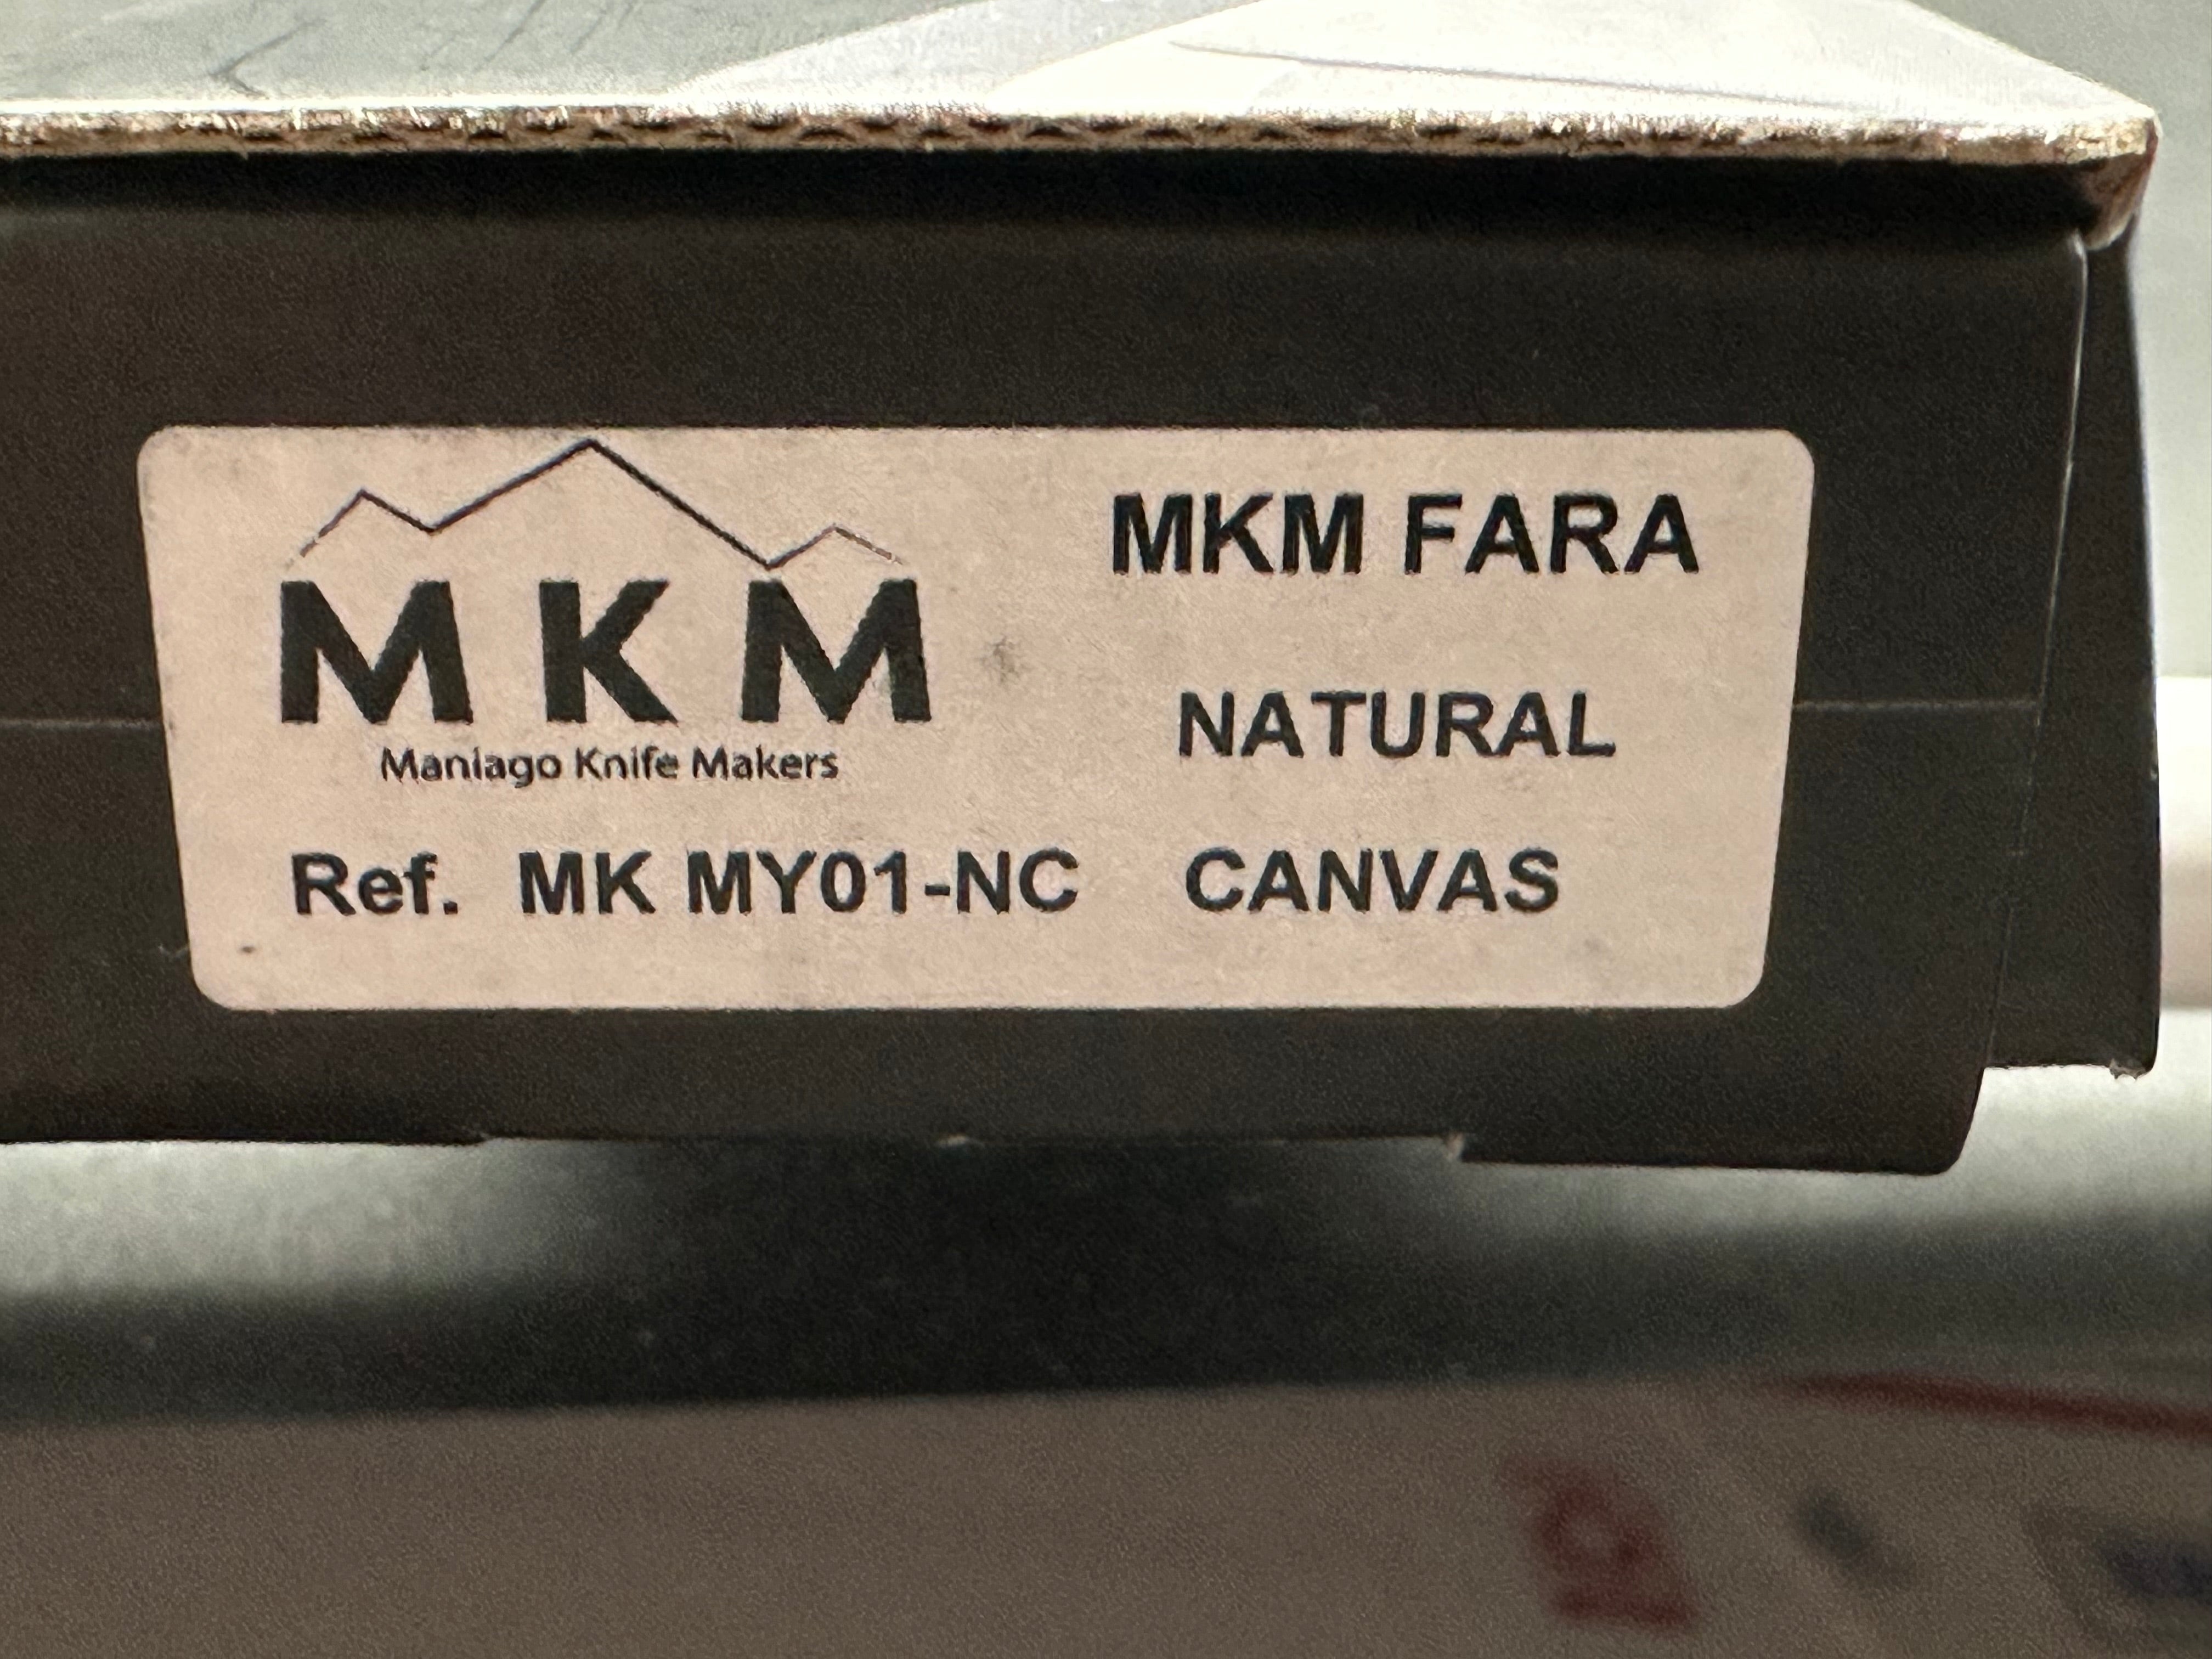 MKM
Maniago Knife Makers
MKM FARA
NATURAL
Ref. MK MY01-NC CANVAS